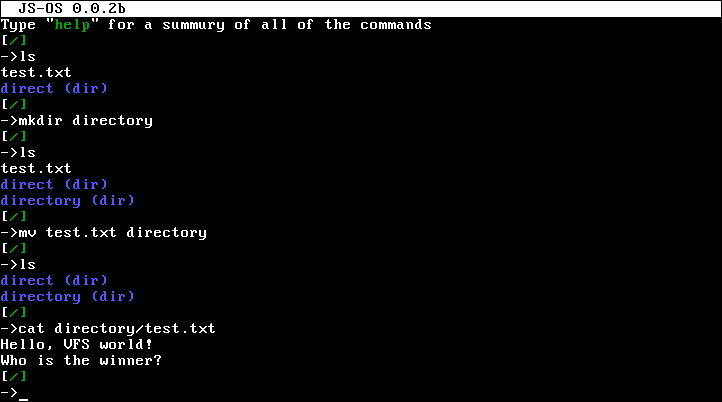 JS-OS 0.0.2b
Type "help" for a summury of all of the commands
[/]
->ls
test.txt
direct (dir)
[/]
->mkdir directory
[/]
->ls
test.txt
direct (dir)
directory (dir)
[/]
->mv test.txt directory
[/]
->ls
direct (dir)
directory (dir)
[/]
->cat directory/test.txt
Hello, VFS world!
Who is the winner?
[/]
->_